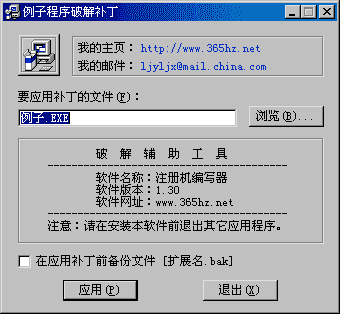 例子程序破解补丁
我的主页：http://www.365hz.net
我的邮件：ljyljx@mail.china.com
要应用补丁的文件(F)：
例子.EXE
浏览(B)...
破 解 辅 助 工 具
------------------------------------
软件名称：注册机编写器
软件版本：1.30
软件网址：www.365hz.net
------------------------------------
注意：请在安装本软件前退出其它应用程序。
在应用补丁前备份文件 [扩展名.bak]
应用(P)
退出(X)